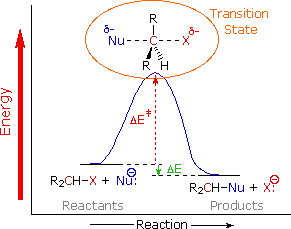 Transition
State
R
δ- δ-
Nu C X
R H
Energy
ΔE‡
ΔE
R₂CH–X + Nu:⊖
R₂CH–Nu + X:⊖
Reactants
Products
Reaction